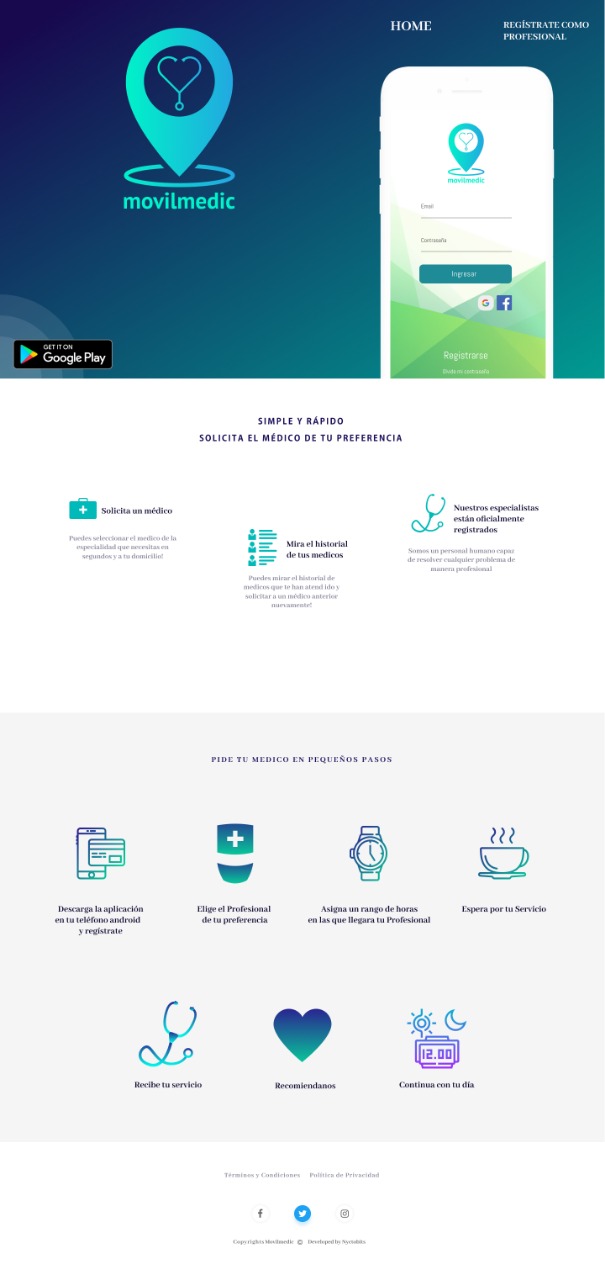 HOME
REGÍSTRATE COMO
PROFESIONAL
movilmedic
movilmedic
Email
Contraseña
Ingresar
G
f
Registrarse
Olvide mi contraseña
GET IT ON
Google Play
SIMPLE Y RÁPIDO
SOLICITA EL MÉDICO DE TU PREFERENCIA
Solicita un médico
Puedes seleccionar el medico de la
especialidad que necesitas en
segundos y a tu domicilio!
Mira el historial
de tus medicos
Puedes mirar el historial de
medicos que te han atend ido y
solicitar a un médico anterior
nuevamente!
Nuestros especialistas
están oficialmente
registrados
Somos un personal humano capaz
de resolver cualquier problema de
manera profesional
PIDE TU MEDICO EN PEQUEÑOS PASOS
Descarga la aplicación
en tu teléfono android
y regístrate
Elige el Profesional
de tu preferencia
Asigna un rango de horas
en las que llegara tu Profesional
Espera por tu Servicio
12.00
Recibe tu servicio
Recomiendanos
Continua con tu día
Términos y Condiciones Política de Privacidad
f
Copyrights Movilmedic © Developed by Nyctolids.